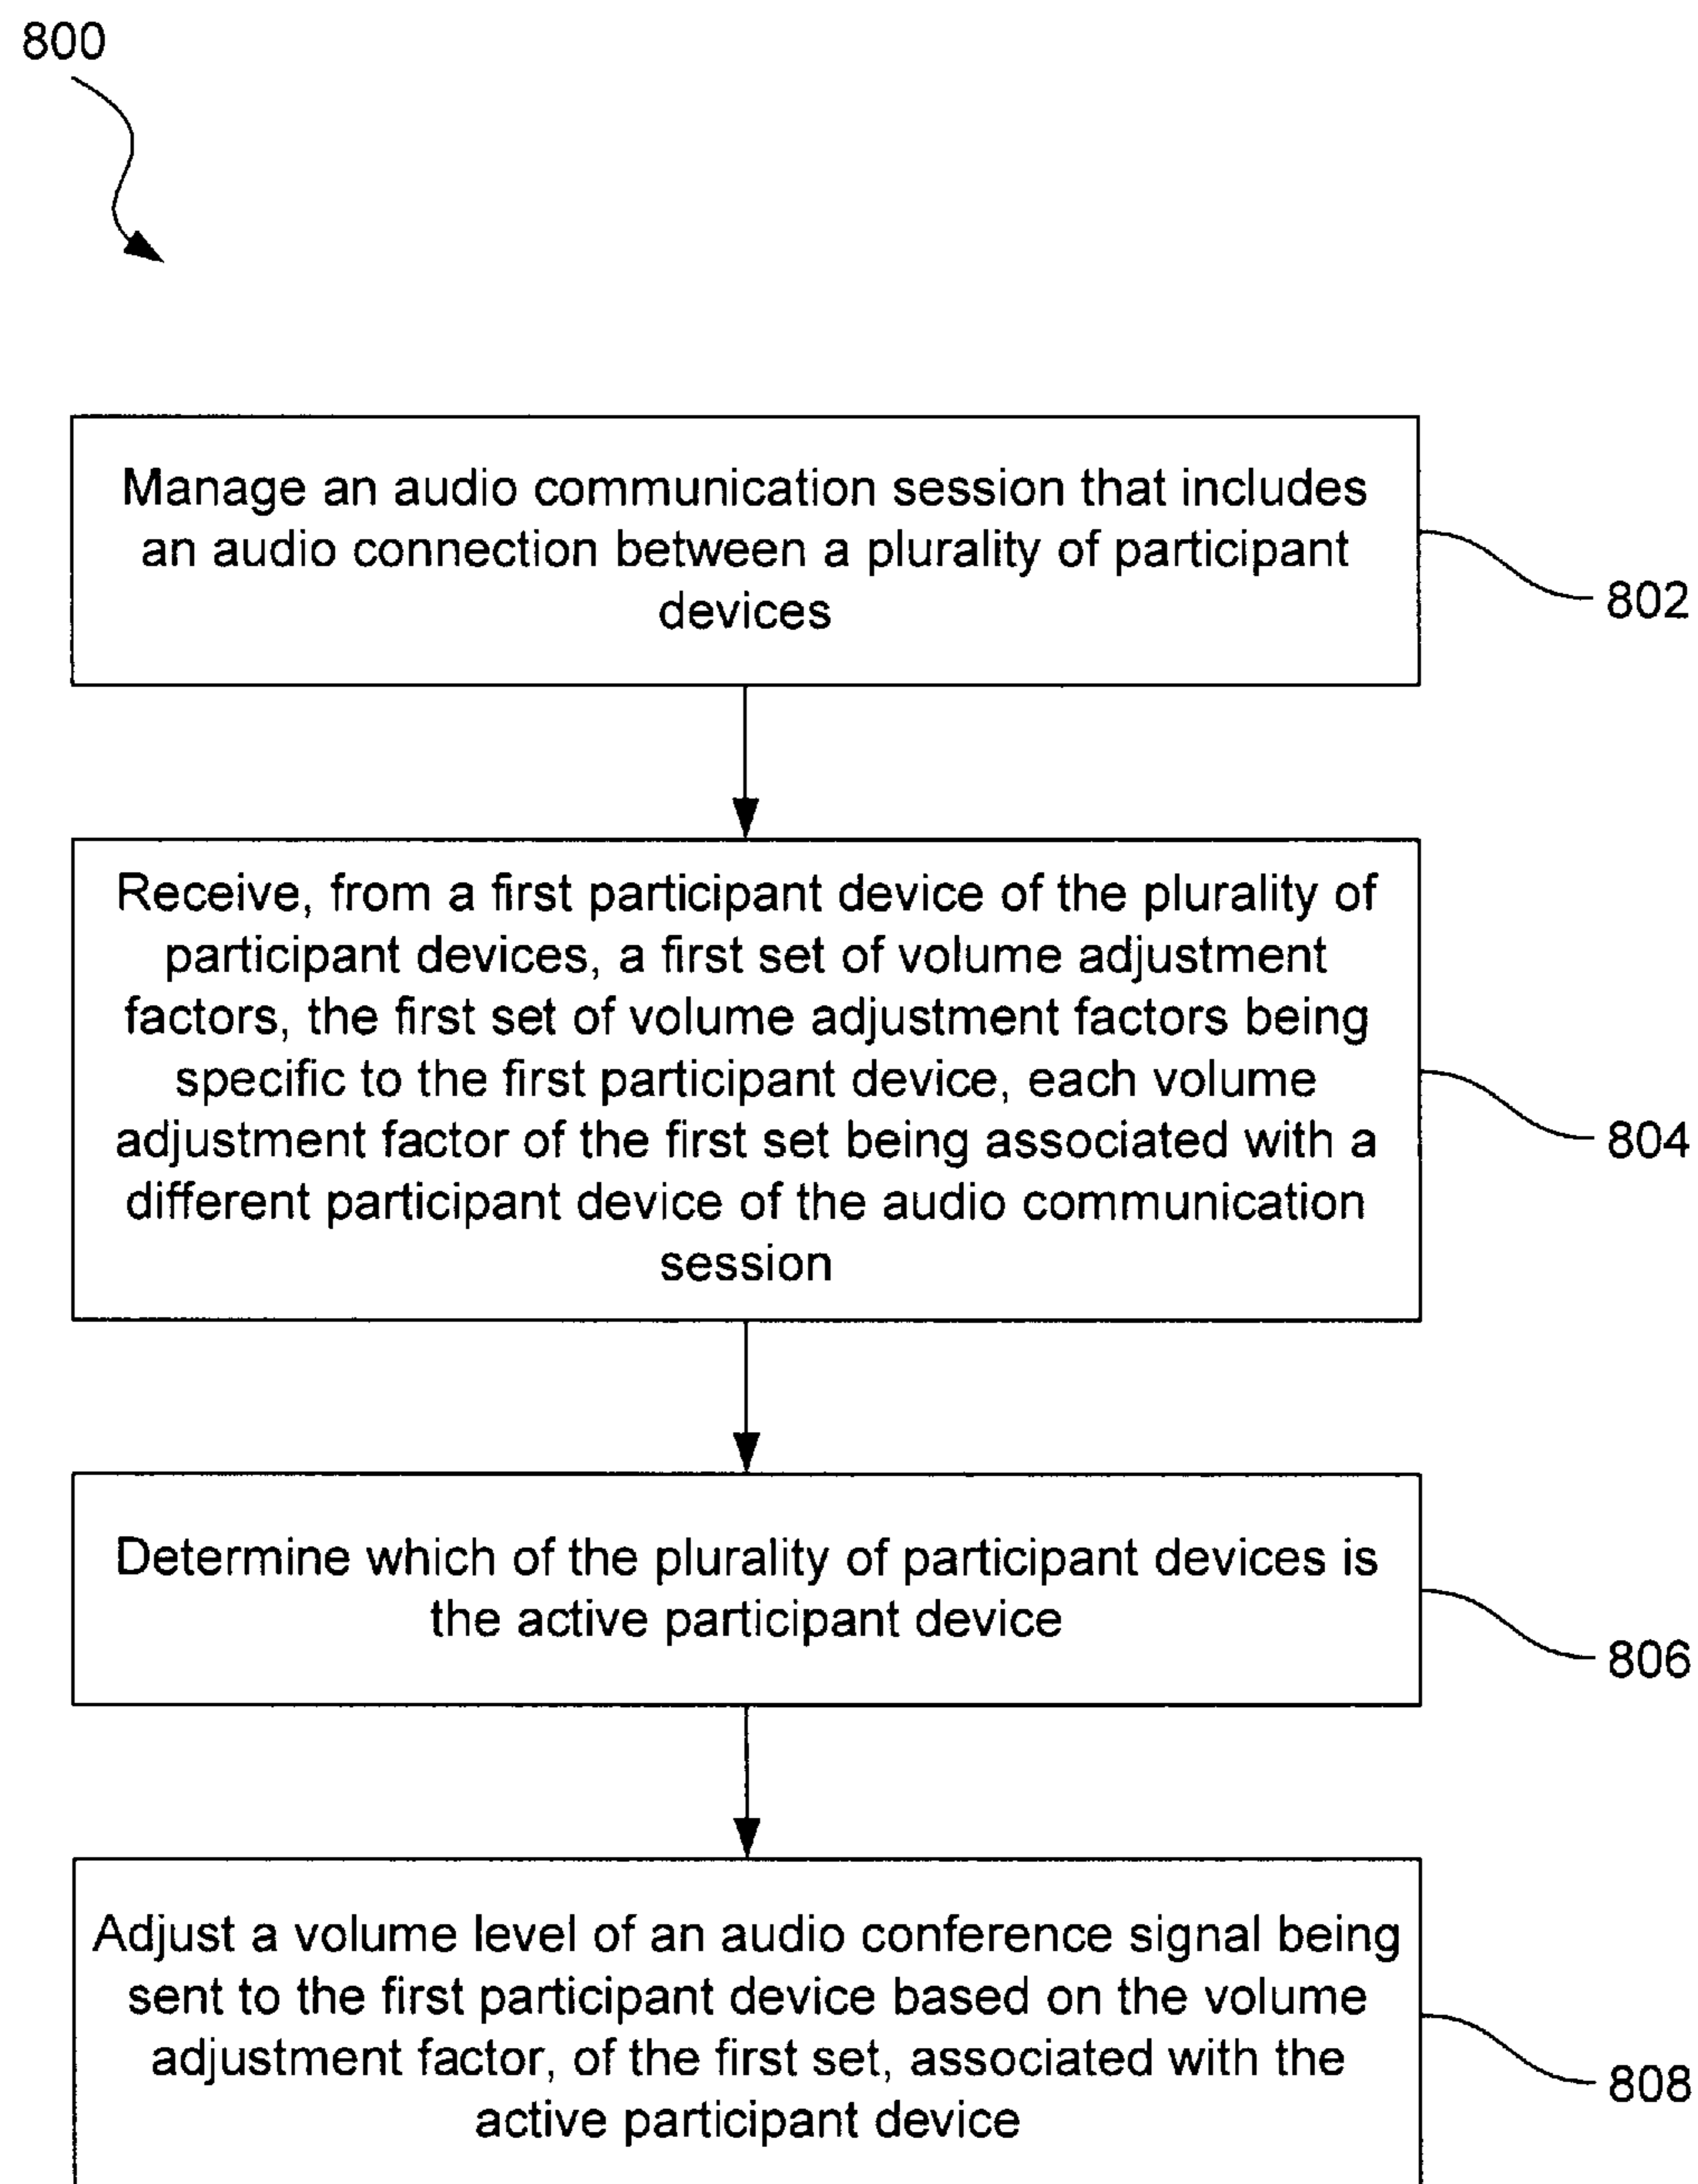 800
Manage an audio communication session that includes
an audio connection between a plurality of participant
devices
802
Receive, from a first participant device of the plurality of
participant devices, a first set of volume adjustment
factors, the first set of volume adjustment factors being
specific to the first participant device, each volume
adjustment factor of the first set being associated with a
different participant device of the audio communication
session
804
Determine which of the plurality of participant devices is
the active participant device
806
Adjust a volume level of an audio conference signal being
sent to the first participant device based on the volume
adjustment factor, of the first set, associated with the
active participant device
808